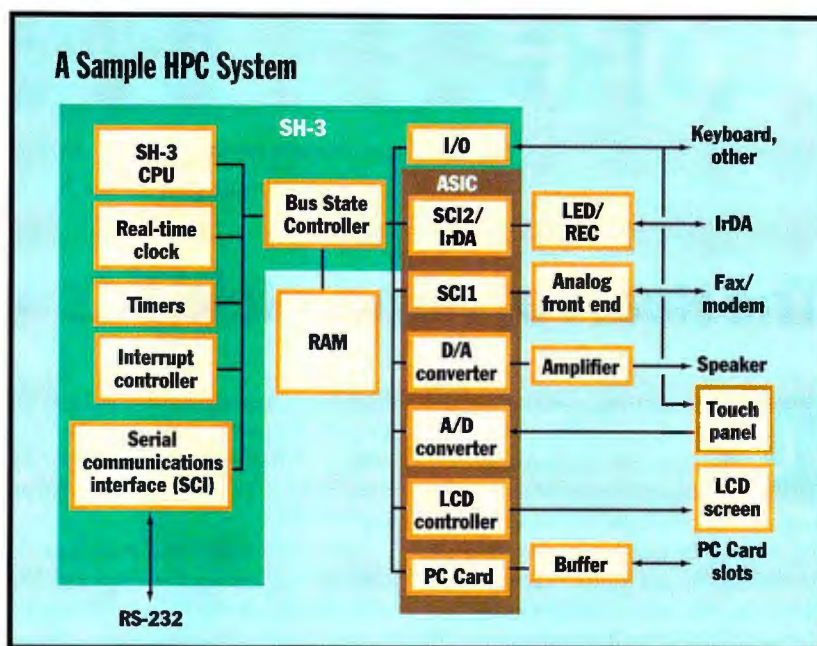 A Sample HPC System
SH-3
SH-3
CPU
Real-time
clock
Timers
Interrupt
controller
Serial
communications
interface (SCI)
RS-232
Bus State
Controller
RAM
I/O
ASIC
SCI2/
IrDA
SCI1
D/A
converter
A/D
converter
LCD
controller
PC Card
LED/
REC
Analog
front end
Amplifier
Buffer
Keyboard,
other
IrDA
Fax/
modem
Speaker
Touch
panel
LCD
screen
PC Card
slots